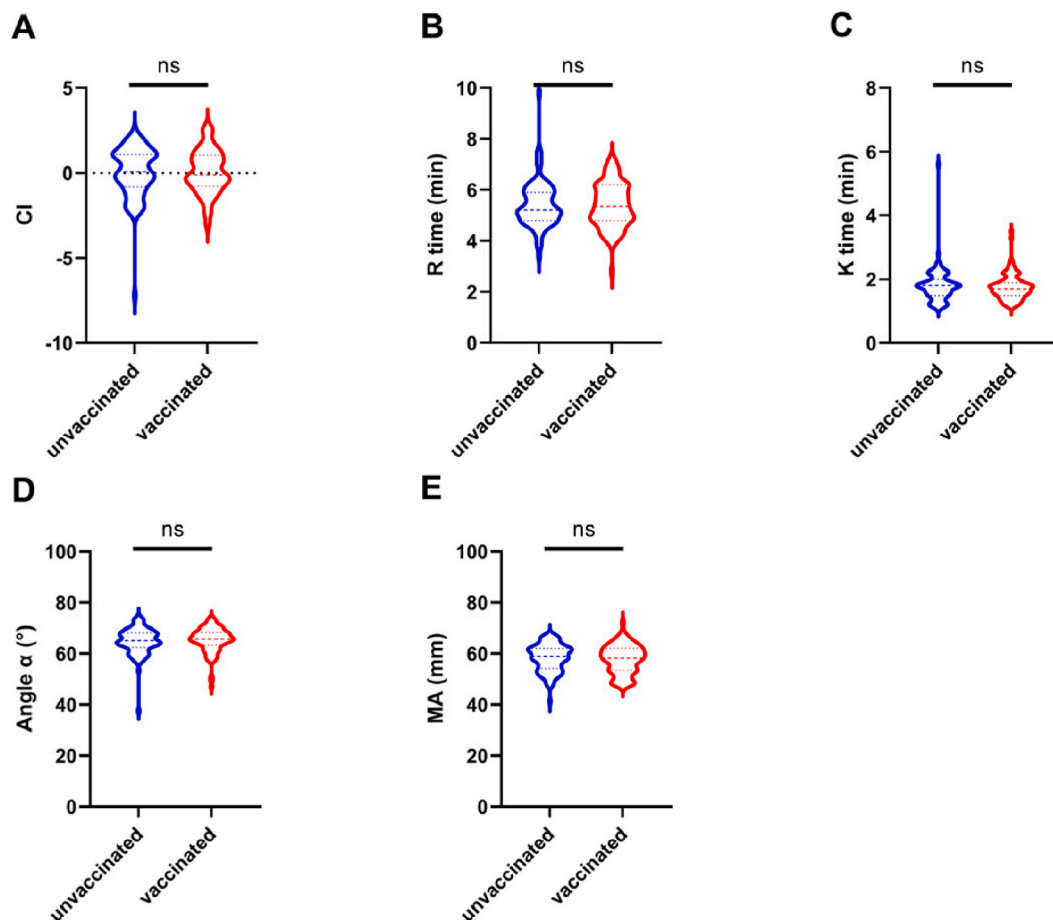 A
ns
5
0
-5
-10
CI
unvaccinated
vaccinated
B
ns
10
8
6
4
2
0
R time (min)
unvaccinated
vaccinated
C
ns
8
6
4
2
0
K time (min)
unvaccinated
vaccinated
D
ns
100
80
60
40
20
0
Angle α (°)
unvaccinated
vaccinated
E
ns
100
80
60
40
20
0
MA (mm)
unvaccinated
vaccinated